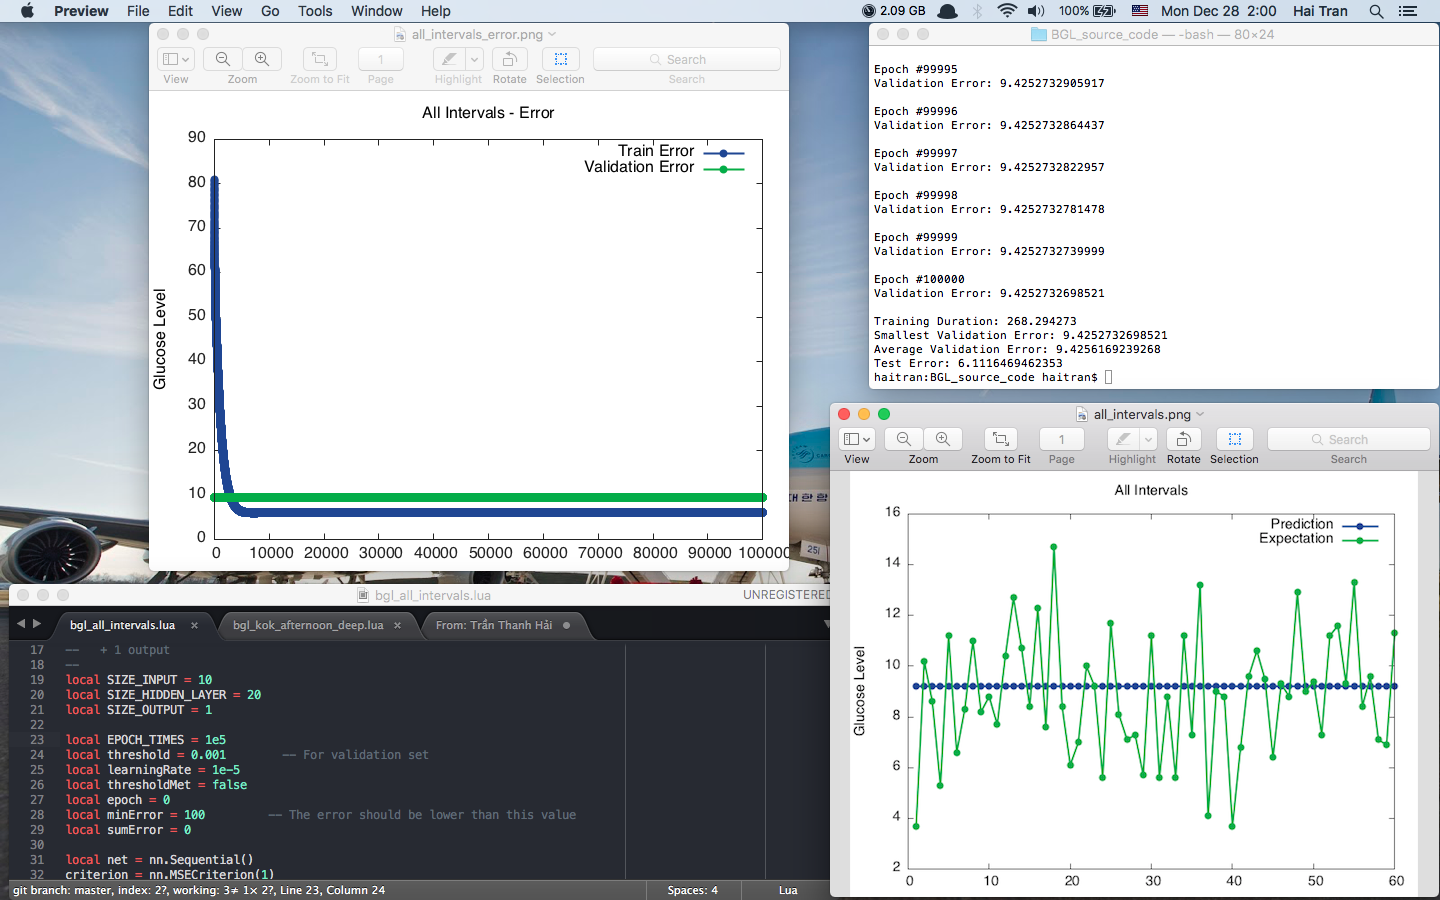 Preview File Edit View Go Tools Window Help 2.09 GB 100% Mon Dec 28 2:00 Hai Tran
all_intervals_error.png
1 Search
View Zoom Zoom to Fit Page Highlight Rotate Selection Search
All Intervals - Error
Train Error
Validation Error
Glucose Level
90
80
70
60
50
40
30
20
10
0
0 10000 20000 30000 40000 50000 60000 70000 80000 90000 100000
BGL_source_code — -bash — 80×24
Epoch #99995
Validation Error: 9.4252732905917
Epoch #99996
Validation Error: 9.4252732864437
Epoch #99997
Validation Error: 9.4252732822957
Epoch #99998
Validation Error: 9.4252732781478
Epoch #99999
Validation Error: 9.4252732739999
Epoch #100000
Validation Error: 9.4252732698521
Training Duration: 268.294273
Smallest Validation Error: 9.4252732698521
Average Validation Error: 9.4256169239268
Test Error: 6.1116469462353
haitran:BGL_source_code haitran$
bgl_all_intervals.lua UNREGISTERED
bgl_all_intervals.lua × bgl_kok_afternoon_deep.lua × From: Trần Thanh Hải
17 -- + 1 output
18 --
19 local SIZE_INPUT = 10
20 local SIZE_HIDDEN_LAYER = 20
21 local SIZE_OUTPUT = 1
22
23 local EPOCH_TIMES = 1e5
24 local threshold = 0.001 -- For validation set
25 local learningRate = 1e-5
26 local thresholdMet = false
27 local epoch = 0
28 local minError = 100 -- The error should be lower than this value
29 local sumError = 0
30
31 local net = nn.Sequential()
32 criterion = nn.MSECriterion(1)
git branch: master, index: 2?, working: 3≠ 1× 2?, Line 23, Column 24 Spaces: 4 Lua
all_intervals.png
1 Search
View Zoom Zoom to Fit Page Highlight Rotate Selection Search
All Intervals
Prediction
Expectation
Glucose Level
16
14
12
10
8
6
4
2
0 10 20 30 40 50 60
대한항
251